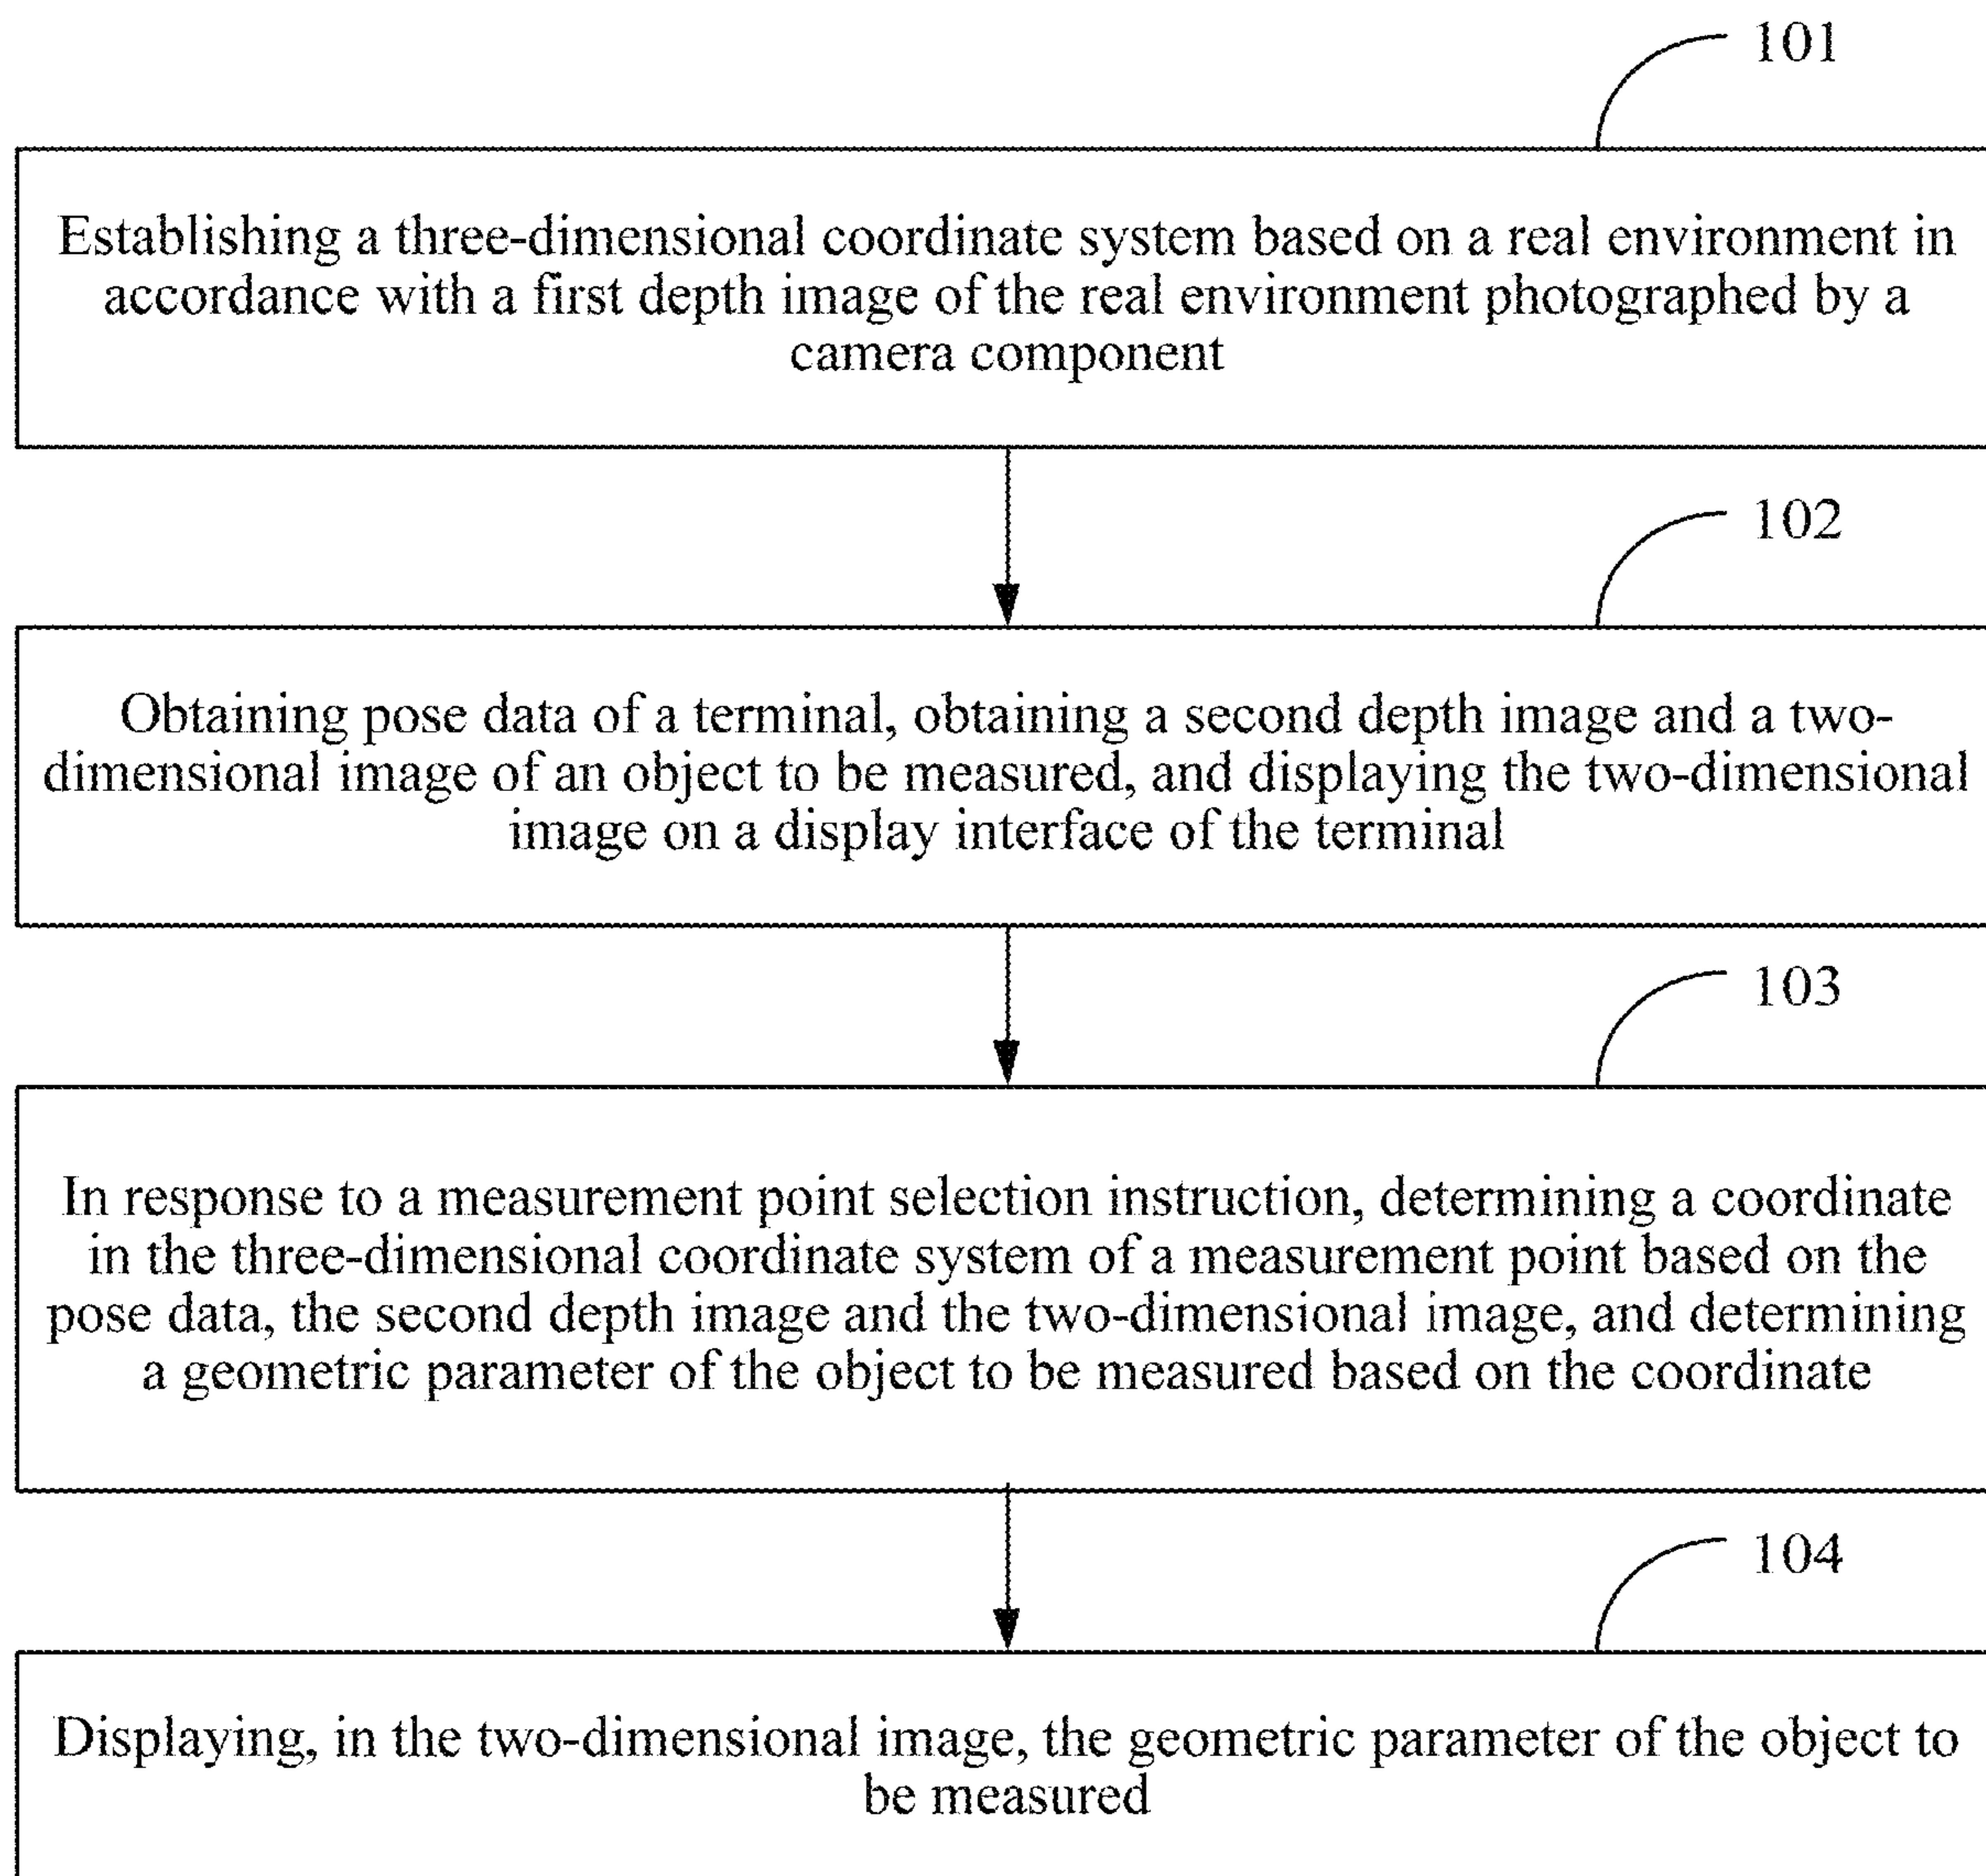 101
Establishing a three-dimensional coordinate system based on a real environment in
accordance with a first depth image of the real environment photographed by a
camera component
102
Obtaining pose data of a terminal, obtaining a second depth image and a two-
dimensional image of an object to be measured, and displaying the two-dimensional
image on a display interface of the terminal
103
In response to a measurement point selection instruction, determining a coordinate
in the three-dimensional coordinate system of a measurement point based on the
pose data, the second depth image and the two-dimensional image, and determining
a geometric parameter of the object to be measured based on the coordinate
104
Displaying, in the two-dimensional image, the geometric parameter of the object to
be measured